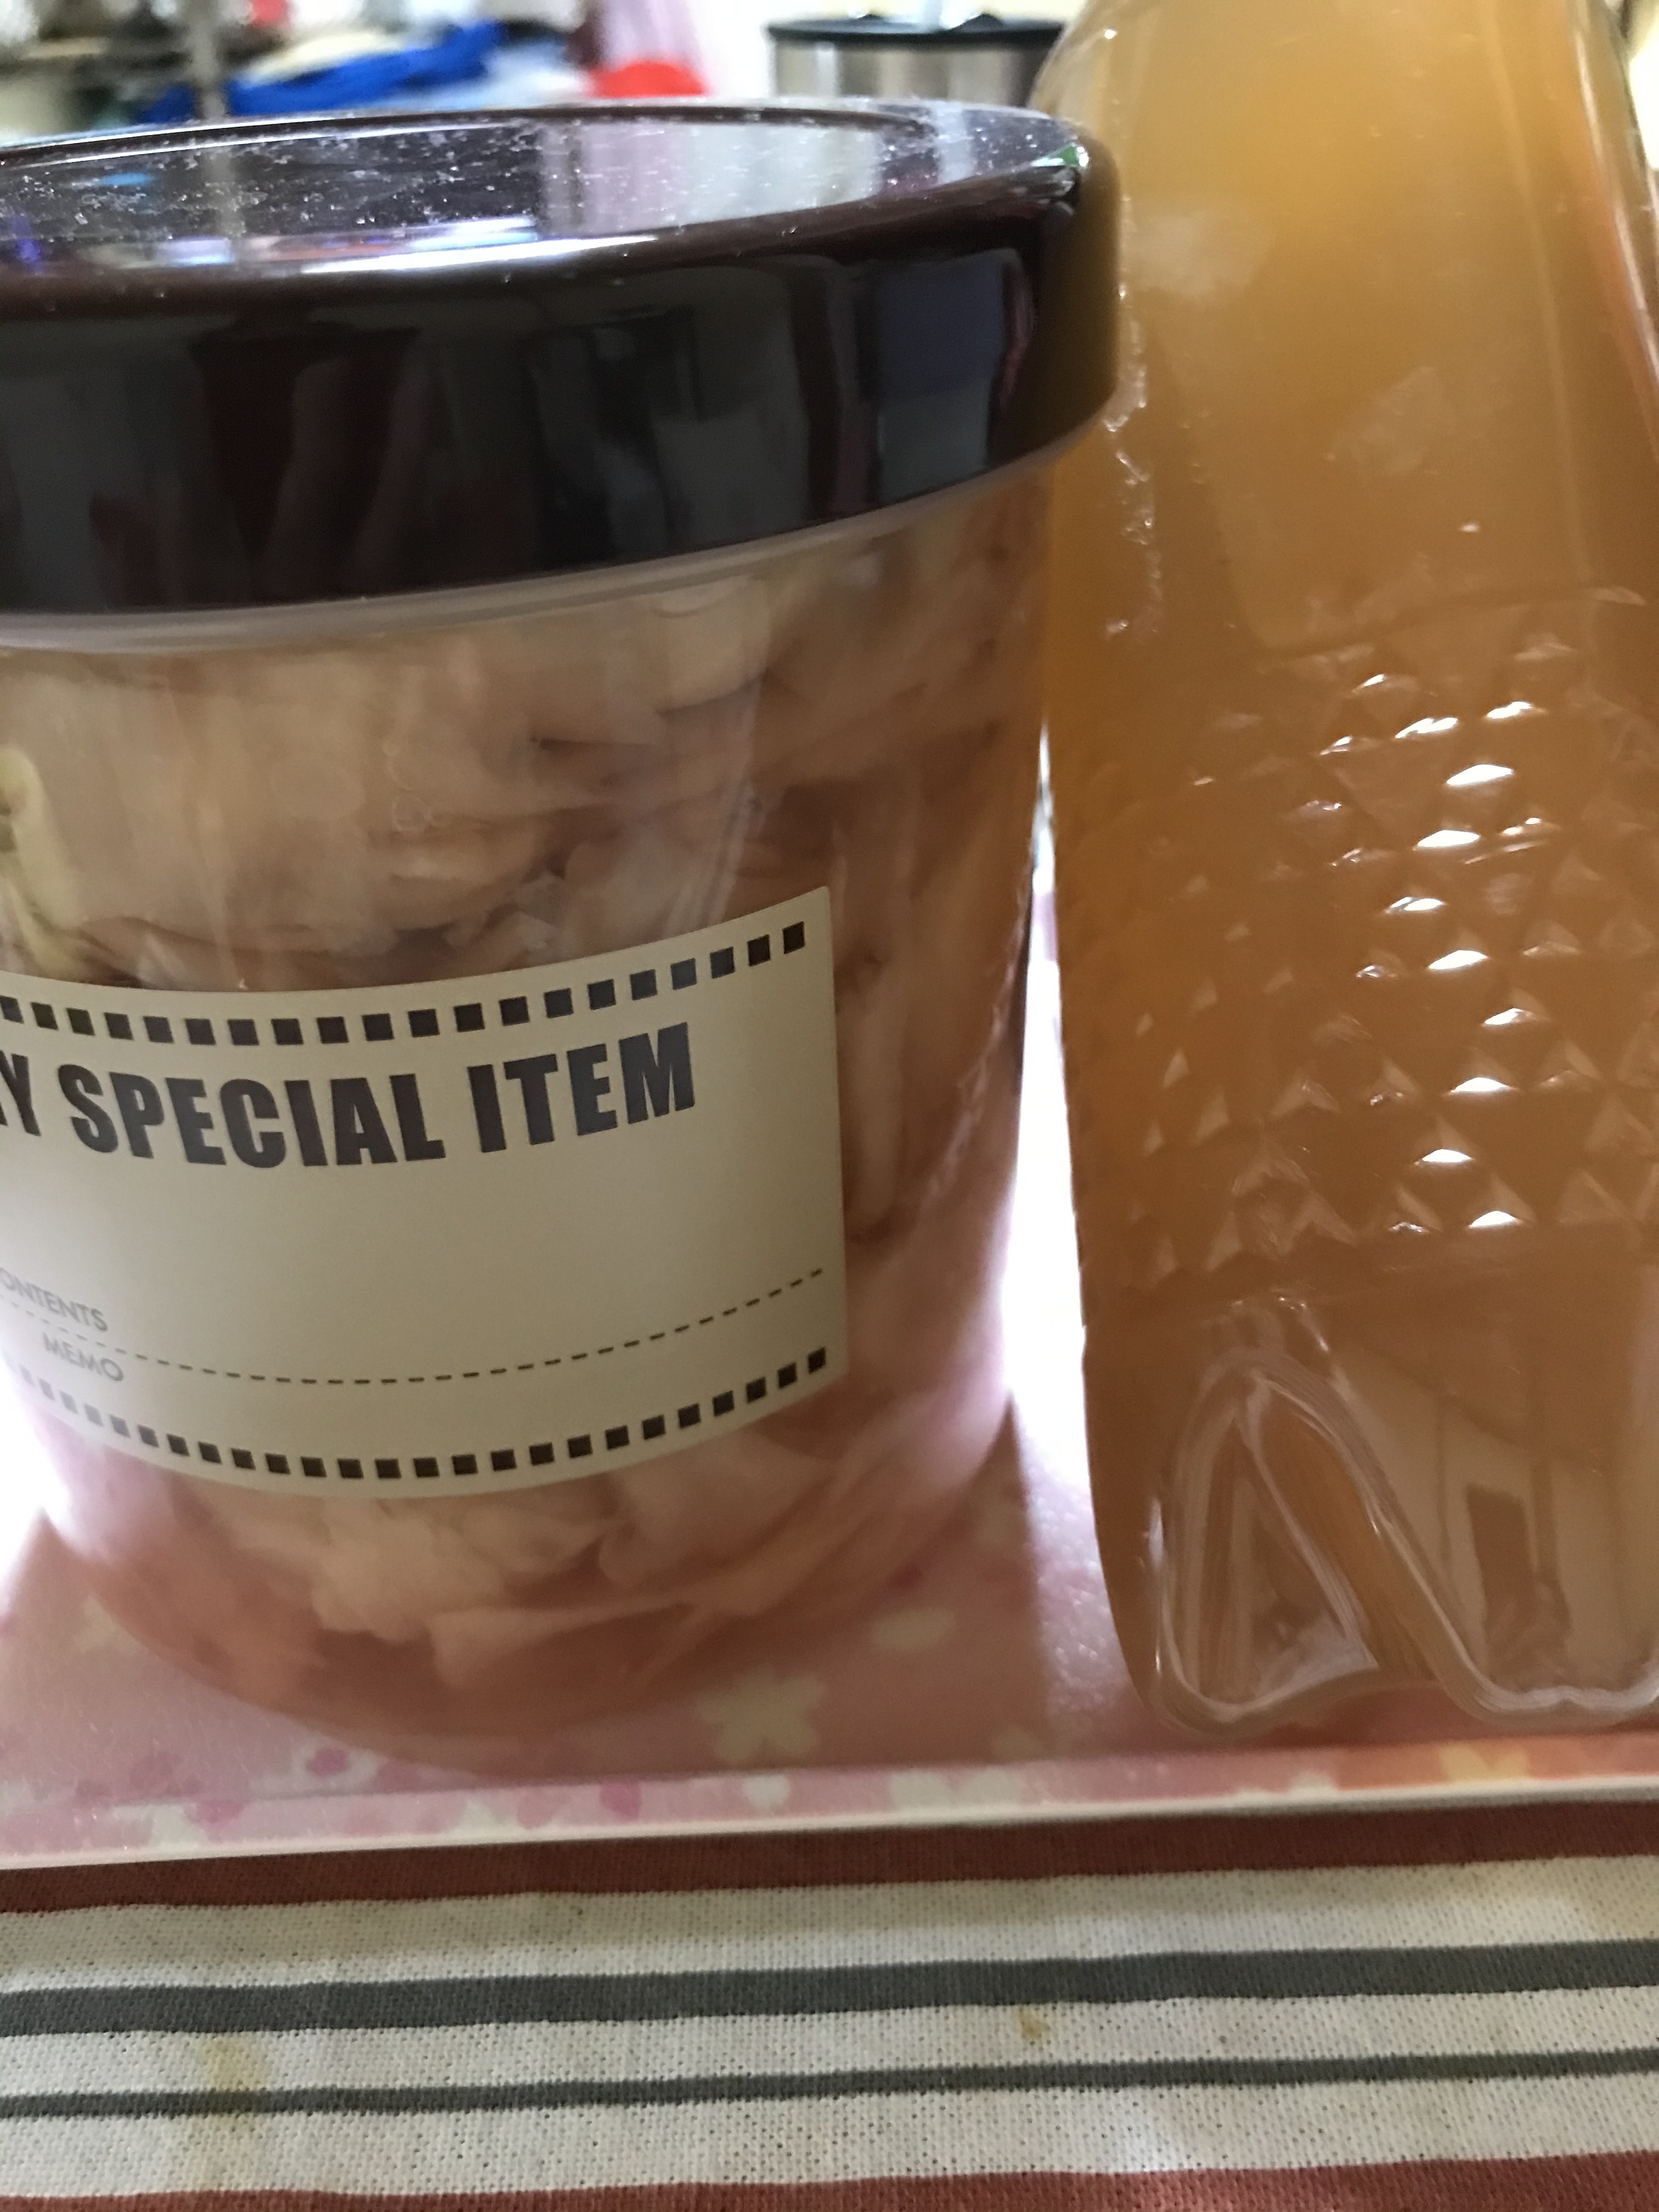 Y SPECIAL ITEM
ONTENTS
MEMO